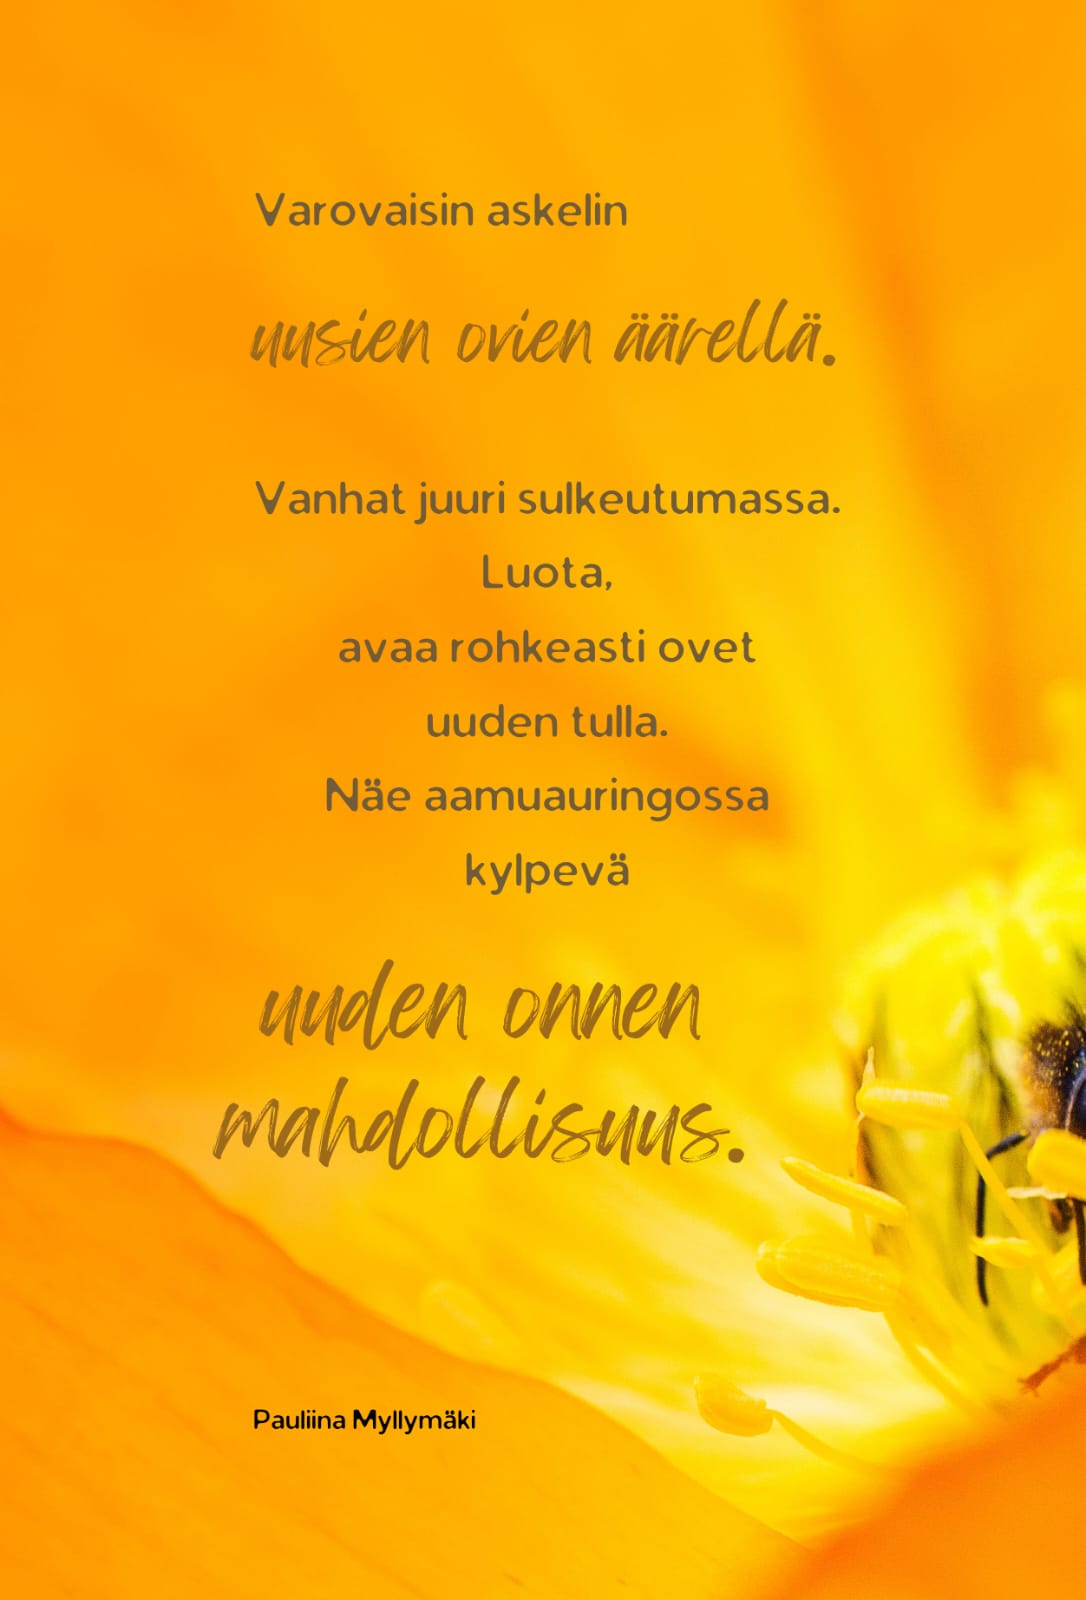 Varovaisin askelin
uusien ovien äärellä.
Vanhat juuri sulkeutumassa.
Luota,
avaa rohkeasti ovet
uuden tulla.
Näe aamuauringossa
kylpevä
uuden onnen
mahdollisuus.
Pauliina Myllymäki